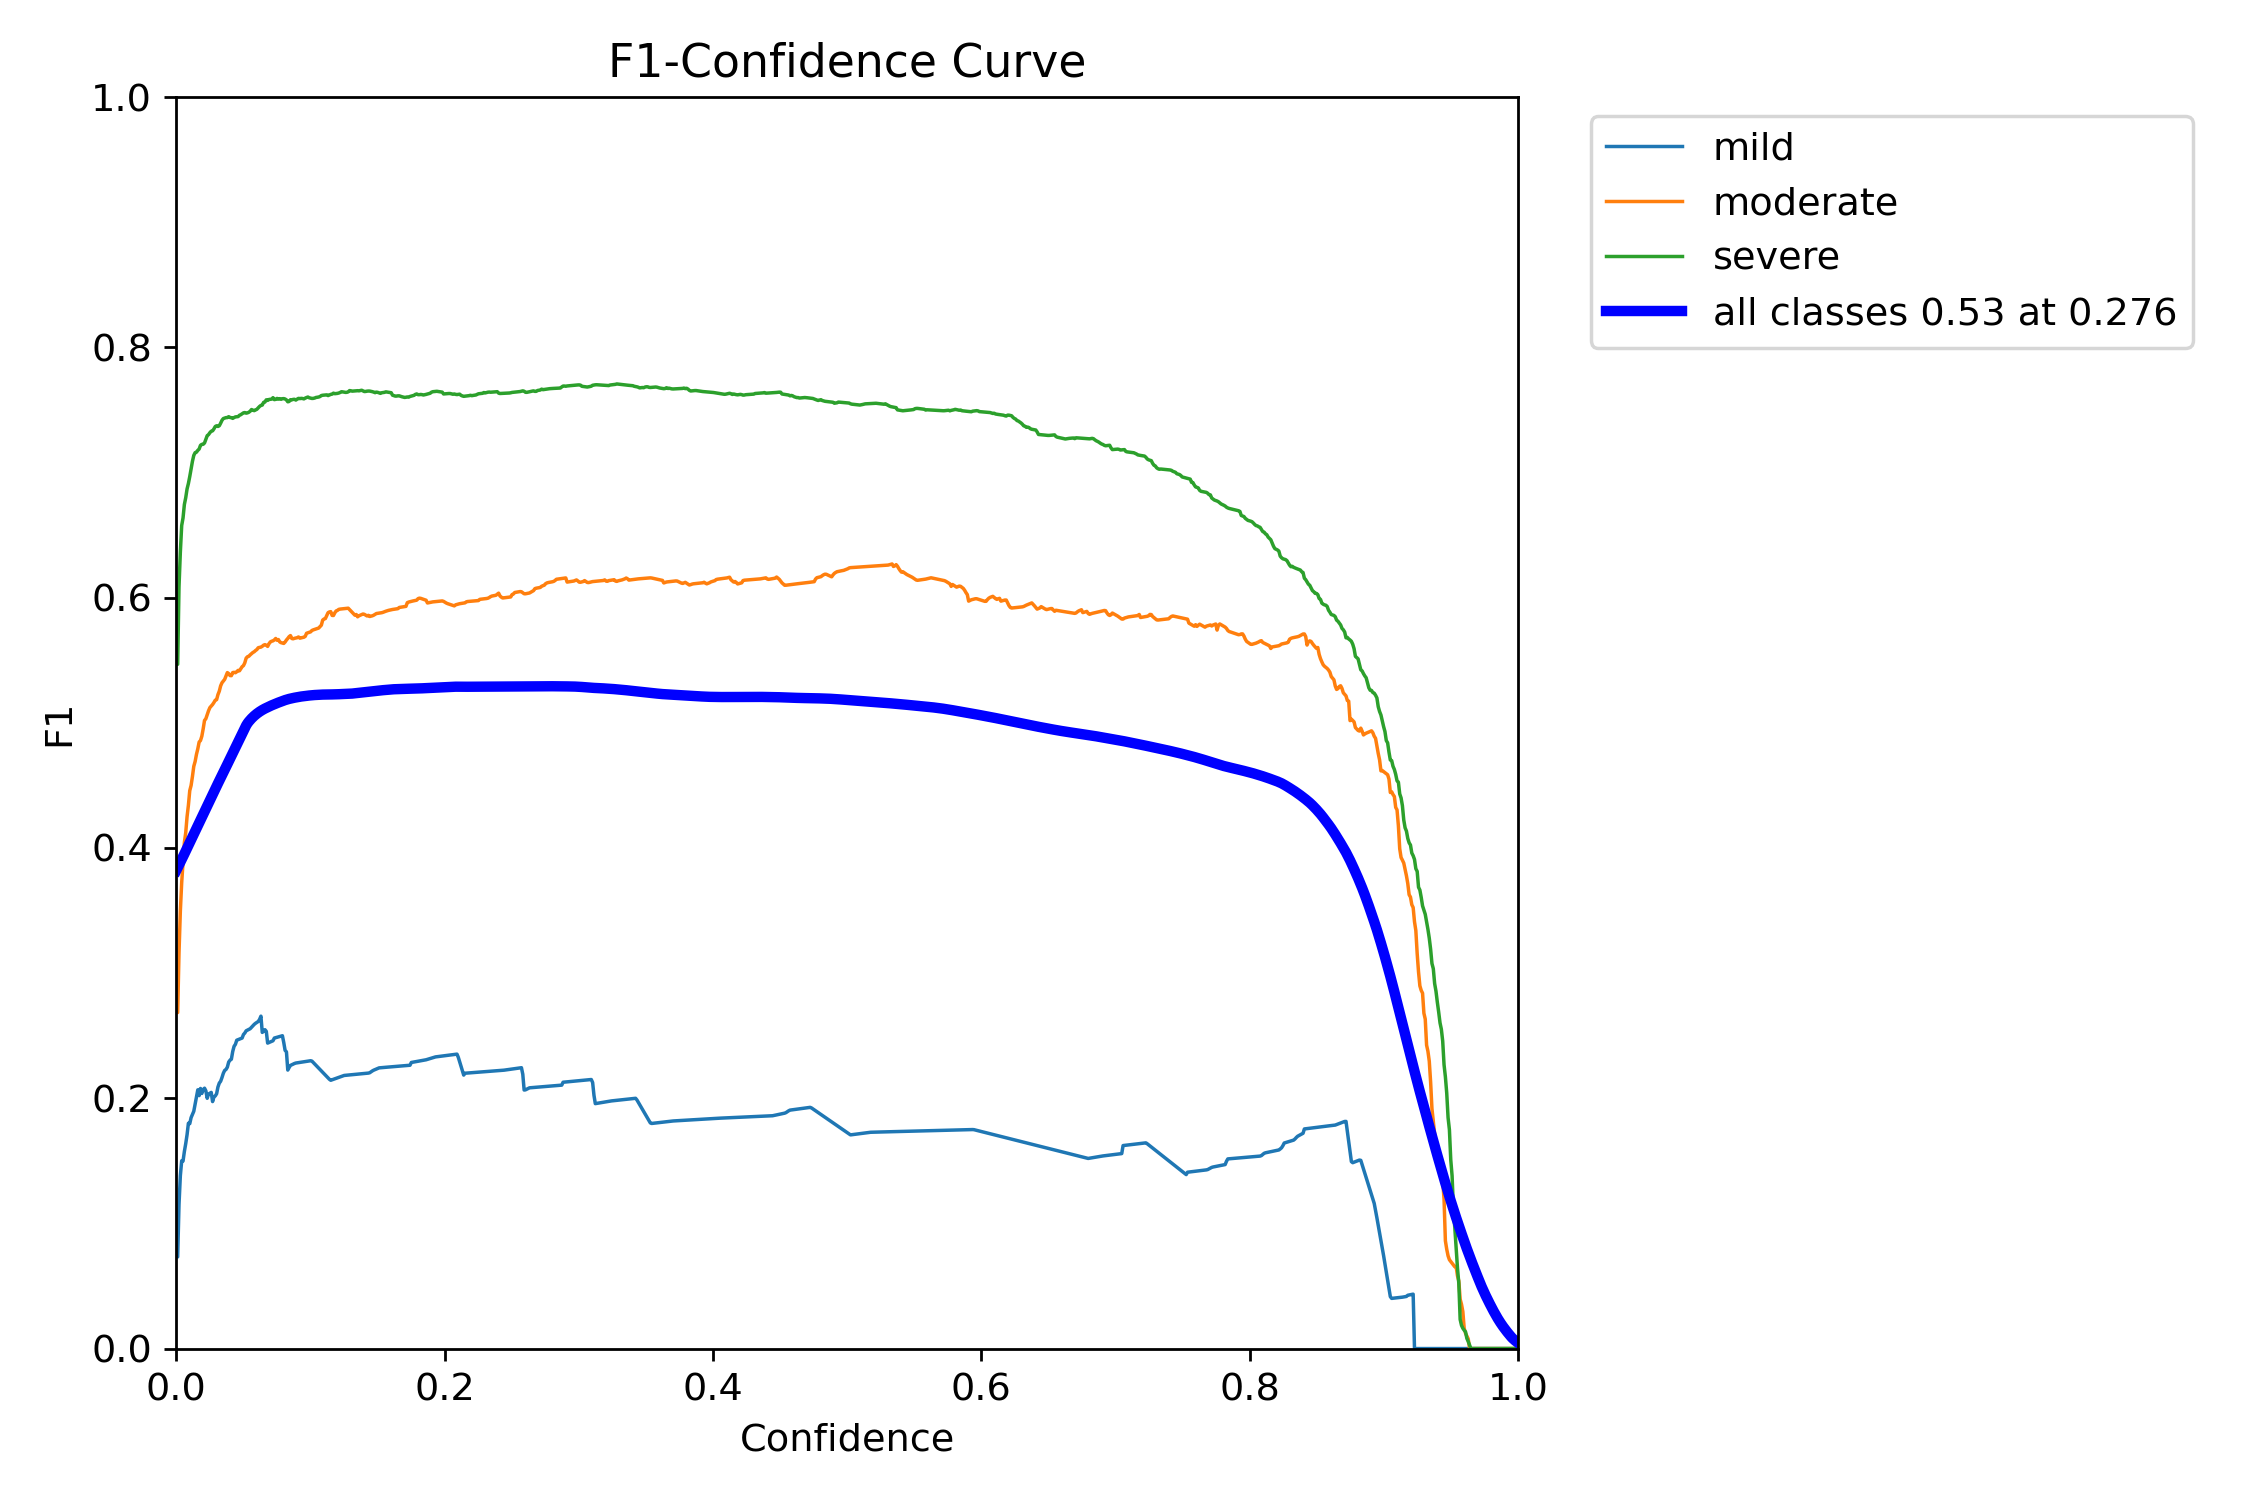 F1-Confidence Curve
1.0
0.8
0.6
0.4
0.2
0.0
F1
0.0 0.2 0.4 0.6 0.8 1.0
Confidence
mild
moderate
severe
all classes 0.53 at 0.276